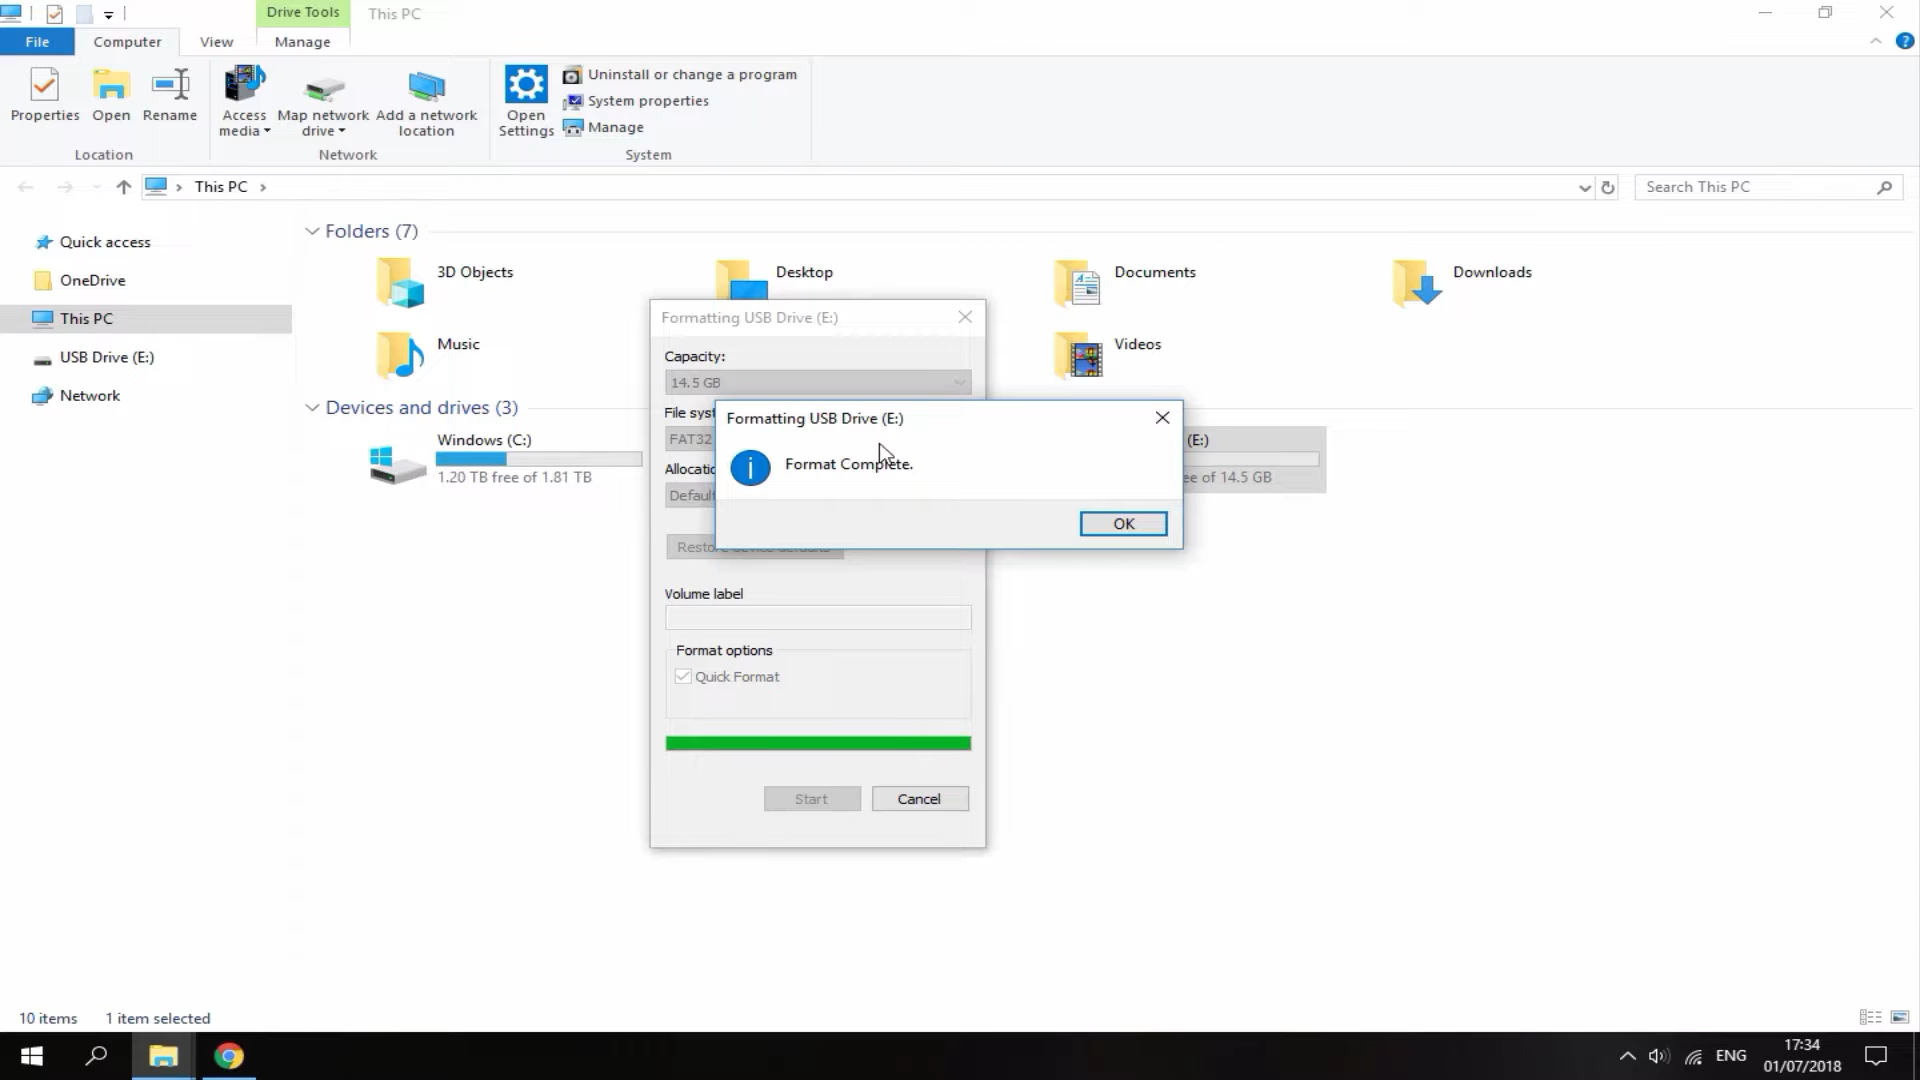 Drive Tools
This PC
File
Computer
View
Manage
Properties
Open
Rename
Access media
Map network drive
Add a network location
Open Settings
Uninstall or change a program
System properties
Manage
Location
Network
System
This PC
Search This PC
Quick access
OneDrive
This PC
USB Drive (E:)
Network
Folders (7)
3D Objects
Desktop
Documents
Downloads
Music
Videos
Devices and drives (3)
Windows (C:)
1.20 TB free of 1.81 TB
(E:)
of 14.5 GB
Formatting USB Drive (E:)
Capacity:
14.5 GB
File
FAT32
Default
Formatting USB Drive (E:)
Format Complete.
OK
Volume label
Format options
Quick Format
Start
Cancel
10 items
1 item selected
ENG
17:34
01/07/2018